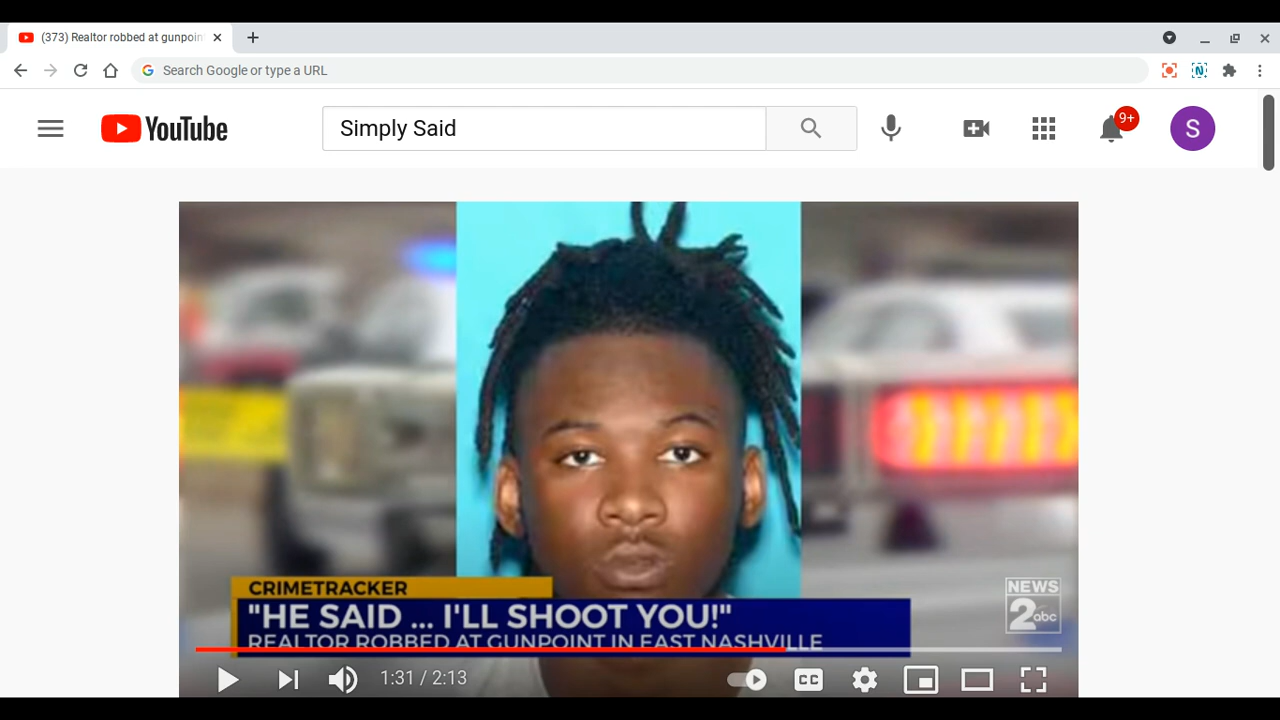 (373) Realtor robbed at gunpoin
Search Google or type a URL
YouTube
Simply Said
9+
S
CRIMETRACKER
"HE SAID ... I'LL SHOOT YOU!"
REALTOR ROBBED AT GUNPOINT IN EAST NASHVILLE
NEWS
2 abc
1:31 / 2:13
CC